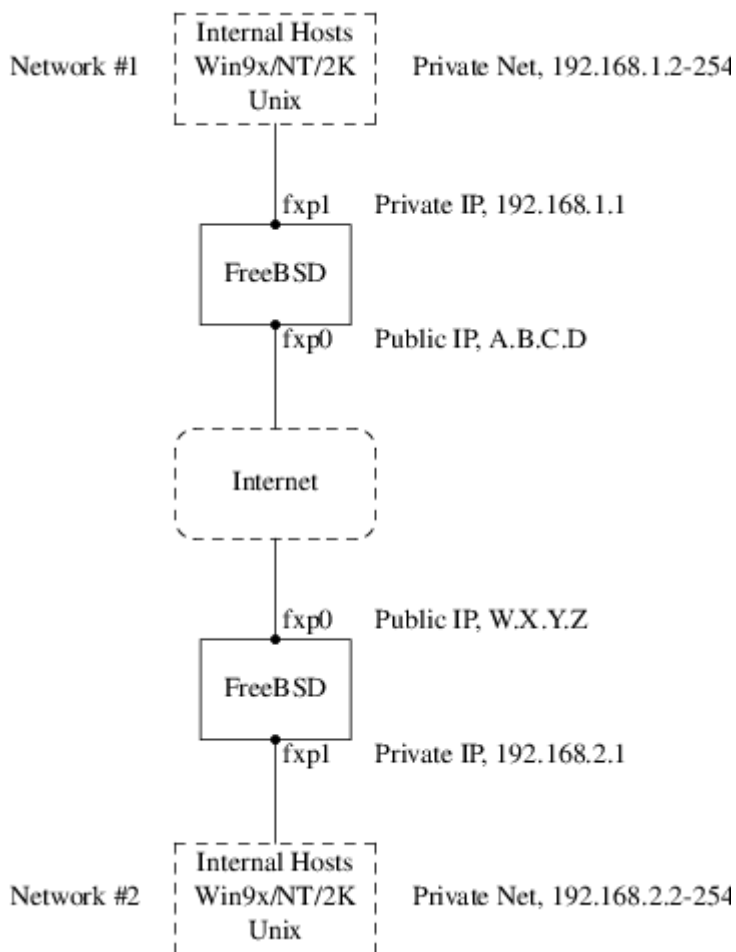 Internal Hosts
Network #1 Win9x/NT/2K Private Net, 192.168.1.2-254
Unix
fxp1 Private IP, 192.168.1.1
FreeBSD
fxp0 Public IP, A.B.C.D
Internet
fxp0 Public IP, W.X.Y.Z
FreeBSD
fxp1 Private IP, 192.168.2.1
Internal Hosts
Network #2 Win9x/NT/2K Private Net, 192.168.2.2-254
Unix